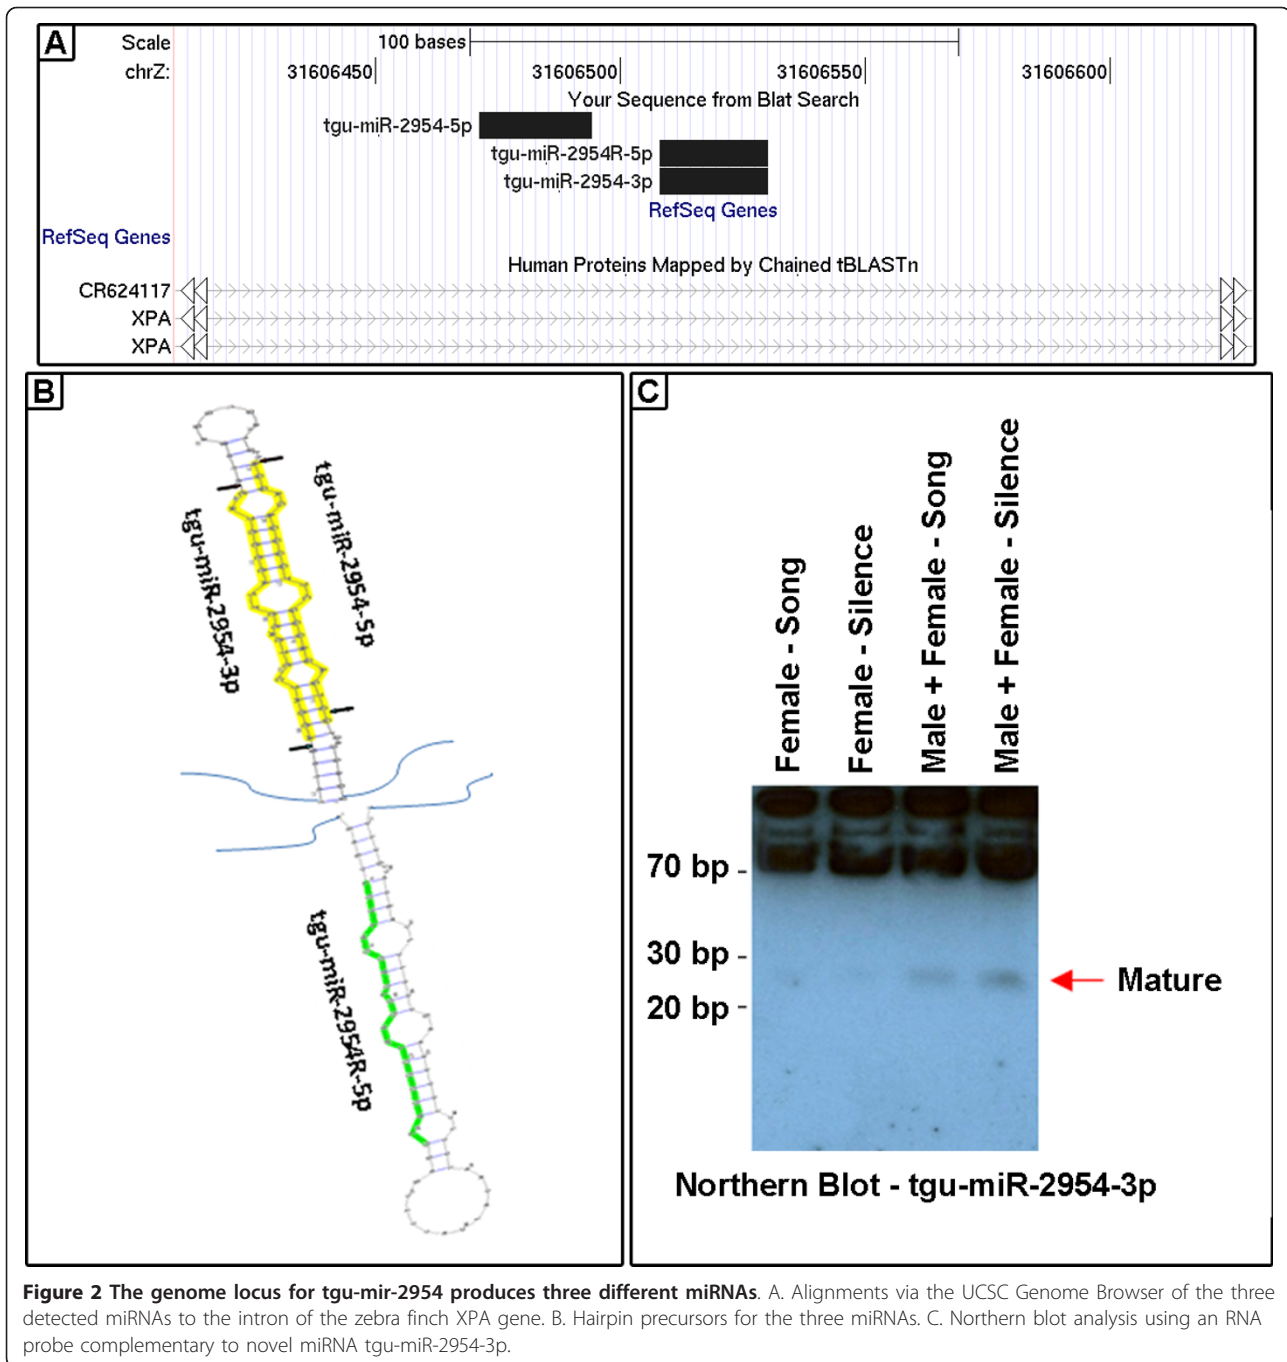 A
Scale 100 bases
chrZ: 31606450 31606500 31606550 31606600
Your Sequence from Blat Search
tgu-miR-2954-5p
tgu-miR-2954R-5p
tgu-miR-2954-3p
RefSeq Genes
RefSeq Genes
Human Proteins Mapped by Chained tBLASTn
CR624117
XPA
XPA
B
tgu-miR-2954-5p
tgu-miR-2954-3p
tgu-miR-2954R-5p
C
Female - Song
Female - Silence
Male + Female - Song
Male + Female - Silence
70 bp -
30 bp -
20 bp -
Mature
Northern Blot - tgu-miR-2954-3p
Figure 2 The genome locus for tgu-mir-2954 produces three different miRNAs. A. Alignments via the UCSC Genome Browser of the three
detected miRNAs to the intron of the zebra finch XPA gene. B. Hairpin precursors for the three miRNAs. C. Northern blot analysis using an RNA
probe complementary to novel miRNA tgu-miR-2954-3p.